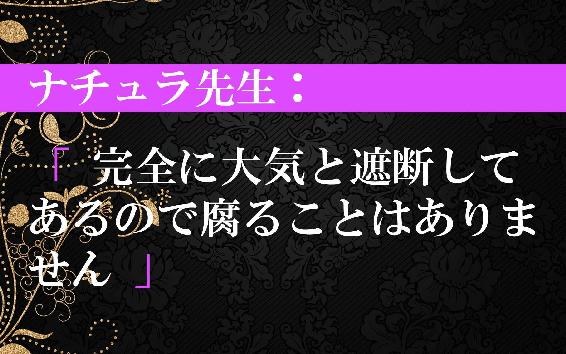 ナチュラ先生：
「 完全に大気と遮断して
あるので腐ることはありま
せん 」